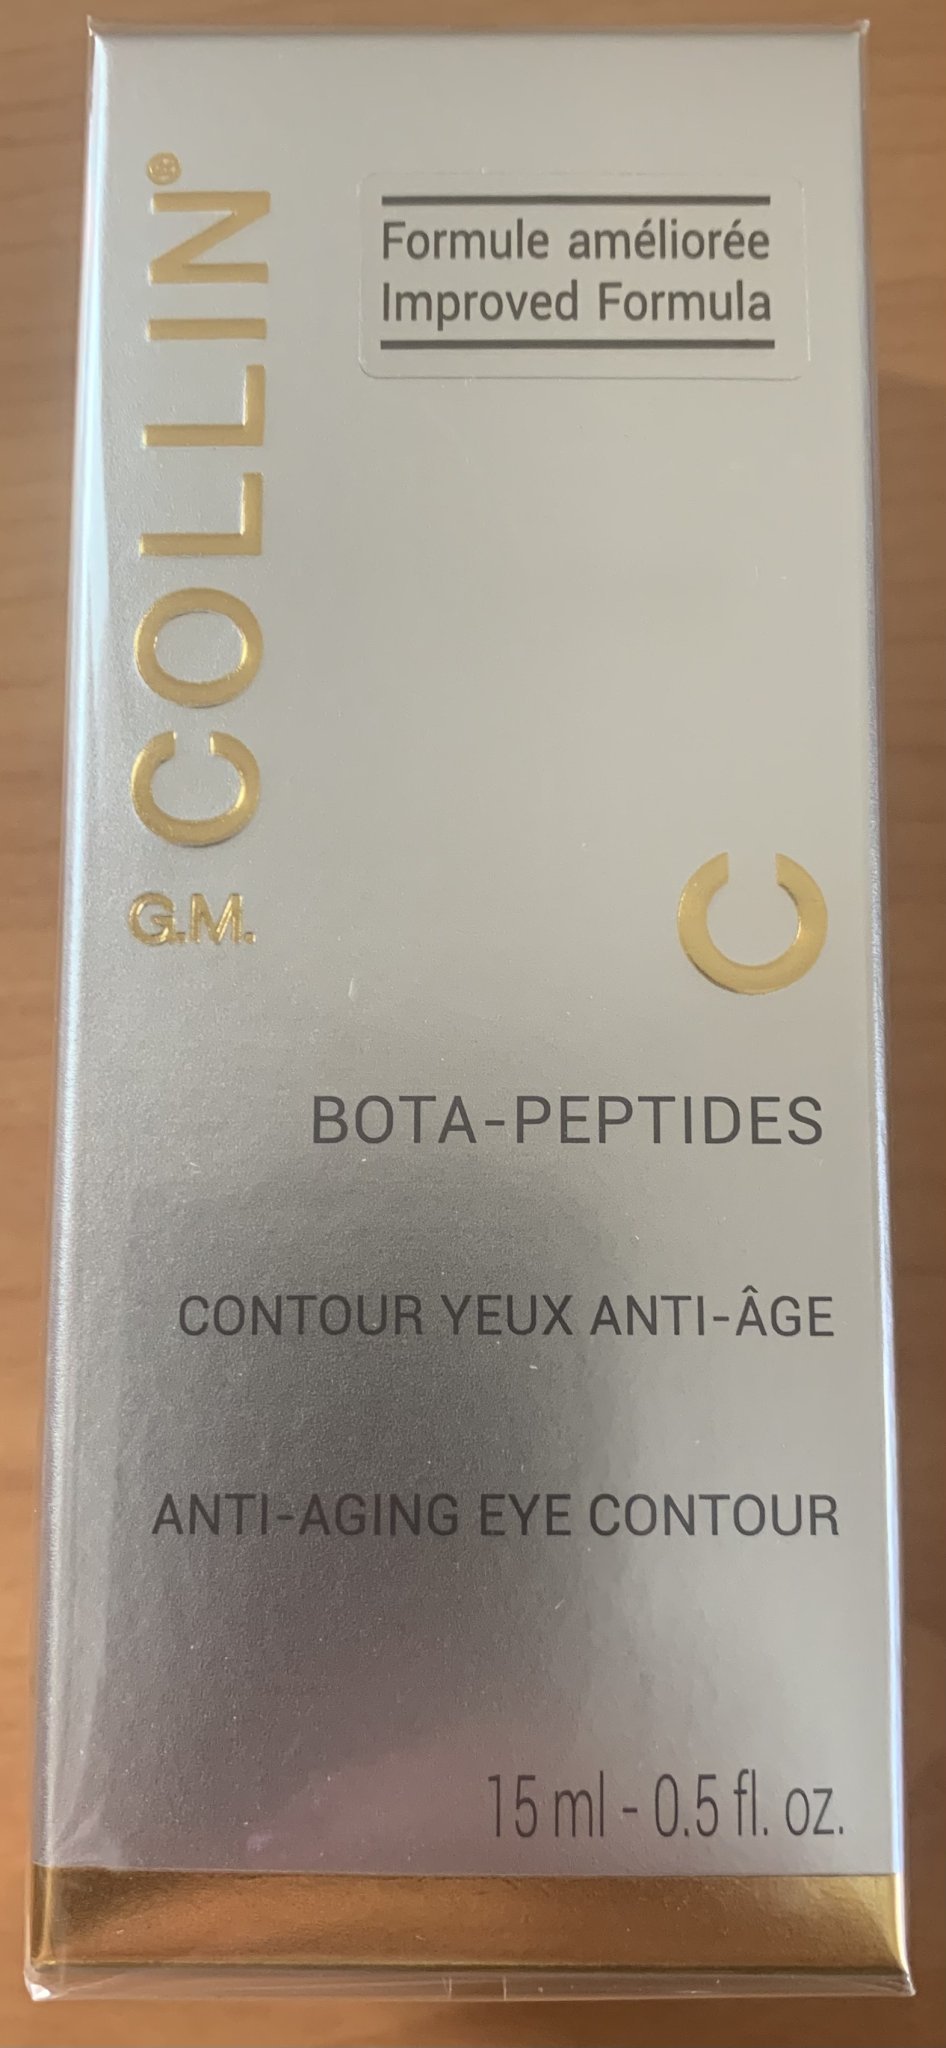 G.M. COLLIN®
Formule améliorée
Improved Formula
C
BOTA-PEPTIDES
CONTOUR YEUX ANTI-ÂGE
ANTI-AGING EYE CONTOUR
15 ml - 0.5 fl. oz.